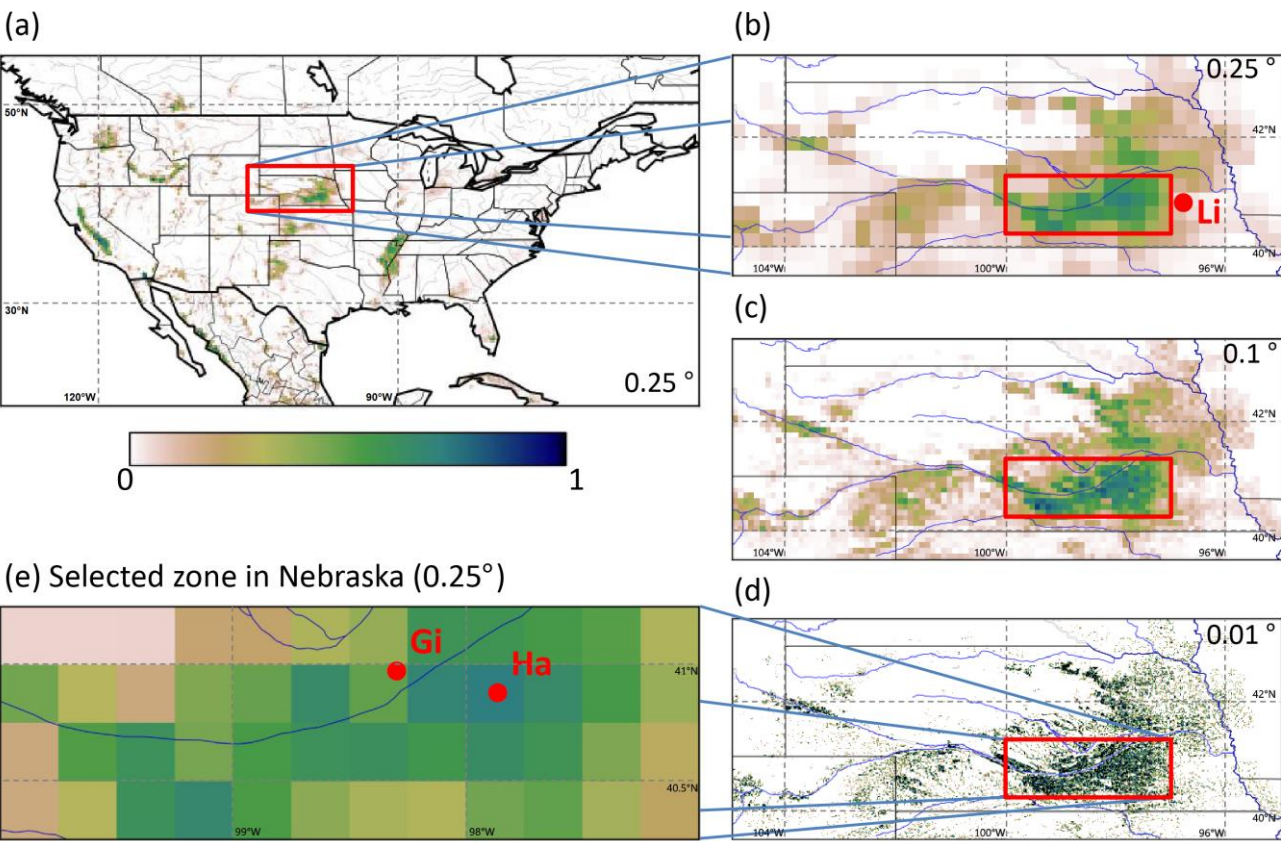 (a)
50°N
30°N
120°W
90°W
0.25 °
0
1
(b)
0.25 °
42°N
Li
104°W
100°W
96°W
40°N
(c)
0.1 °
42°N
104°W
100°W
96°W
40°N
(e) Selected zone in Nebraska (0.25°)
Gi
Ha
41°N
40.5°N
99°W
98°W
(d)
0.01 °
42°N
104°W
100°W
96°W
40°N